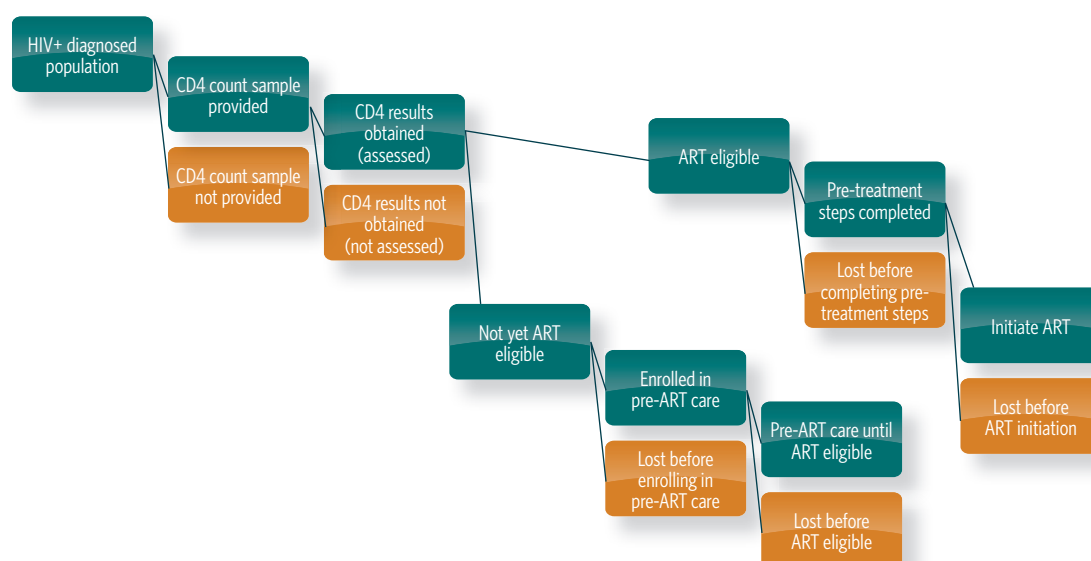 HIV+ diagnosed
population
CD4 count sample
provided
CD4 count sample
not provided
CD4 results
obtained
(assessed)
CD4 results not
obtained
(not assessed)
ART eligible
Pre-treatment
steps completed
Lost before
completing pre-
treatment steps
Initiate ART
Lost before
ART initiation
Not yet ART
eligible
Enrolled in
pre-ART care
Lost before
enrolling in
pre-ART care
Pre-ART care until
ART eligible
Lost before
ART eligible